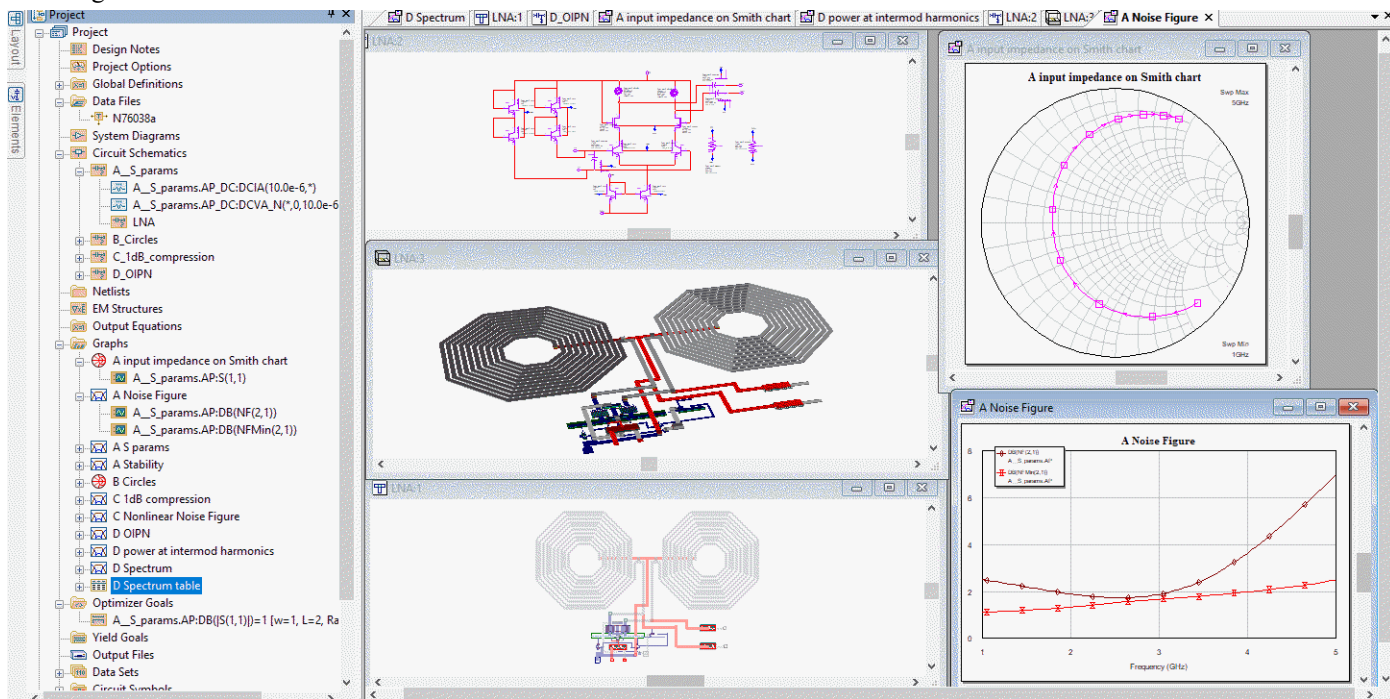 Layout
Elements
Project
Project
Design Notes
Project Options
Global Definitions
Data Files
N76038a
System Diagrams
Circuit Schematics
A__S_params
A__S_params.AP_DC:DCIA(10.0e-6,*)
A__S_params.AP_DC:DCVA_N(*,0,10.0e-6
LNA
B_Circles
C_1dB_compression
D_OIPN
Netlists
EM Structures
Output Equations
Graphs
A input impedance on Smith chart
A__S_params.AP:S(1,1)
A Noise Figure
A__S_params.AP:DB(NF(2,1))
A__S_params.AP:DB(NFMin(2,1))
A S params
A Stability
B Circles
C 1dB compression
C Nonlinear Noise Figure
D OIPN
D power at intermod harmonics
D Spectrum
D Spectrum table
Optimizer Goals
A__S_params.AP:DB(|S(1,1)|)=1 [w=1, L=2, Ra
Yield Goals
Output Files
Data Sets
Circuit Symbols
D Spectrum LNA:1 D_OIPN A input impedance on Smith chart D power at intermod harmonics LNA:2 LNA:3 A Noise Figure
LNA:2
LNA:3
LNA:1
A input impedance on Smith chart
A input impedance on Smith chart
Swp Max
5GHz
Swp Min
1GHz
A Noise Figure
A Noise Figure
DB(NF(2,1))
A__S_params.AP
DB(NFMin(2,1))
A__S_params.AP
8
6
4
2
0
1 2 3 4 5
Frequency (GHz)